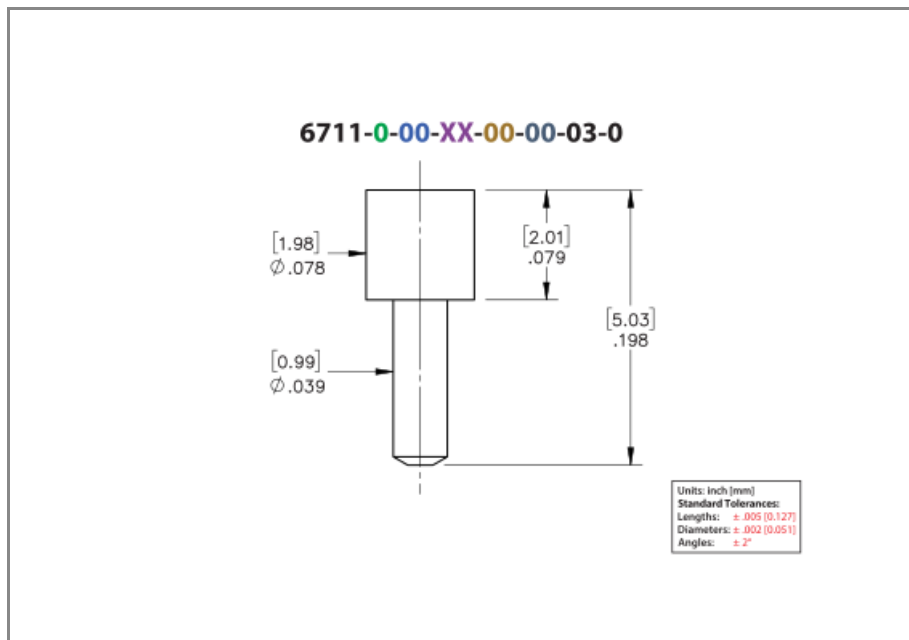 6711-0-00-XX-00-00-03-0
[1.98]
Ø.078
[2.01]
.079
[5.03]
.198
[0.99]
Ø.039
Units: inch [mm]
Standard Tolerances:
Lengths: ± .005 [0.127]
Diameters: ± .002 [0.051]
Angles: ± 2°